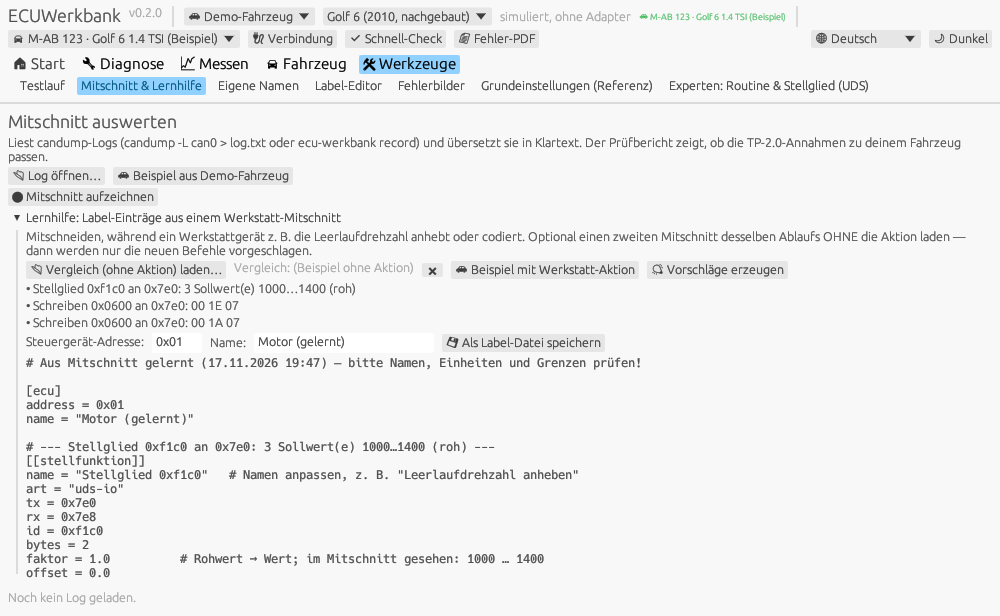 ECUWerkbank v0.2.0 Demo-Fahrzeug Golf 6 (2010, nachgebaut) simuliert, ohne Adapter M-AB 123 · Golf 6 1.4 TSI (Beispiel)
M-AB 123 · Golf 6 1.4 TSI (Beispiel) Verbindung Schnell-Check Fehler-PDF Deutsch Dunkel
Start Diagnose Messen Fahrzeug Werkzeuge
Testlauf Mitschnitt & Lernhilfe Eigene Namen Label-Editor Fehlerbilder Grundeinstellungen (Referenz) Experten: Routine & Stellglied (UDS)
Mitschnitt auswerten
Liest candump-Logs (candump -L can0 > log.txt oder ecu-werkbank record) und übersetzt sie in Klartext. Der Prüfbericht zeigt, ob die TP-2.0-Annahmen zu deinem Fahrzeug
passen.
Log öffnen... Beispiel aus Demo-Fahrzeug
Mitschnitt aufzeichnen
Lernhilfe: Label-Einträge aus einem Werkstatt-Mitschnitt
Mitschneiden, während ein Werkstattgerät z. B. die Leerlaufdrehzahl anhebt oder codiert. Optional einen zweiten Mitschnitt desselben Ablaufs OHNE die Aktion laden —
dann werden nur die neuen Befehle vorgeschlagen.
Vergleich (ohne Aktion) laden... Vergleich: (Beispiel ohne Aktion) × Beispiel mit Werkstatt-Aktion Vorschläge erzeugen
• Stellglied 0xf1c0 an 0x7e0: 3 Sollwert(e) 1000…1400 (roh)
• Schreiben 0x0600 an 0x7e0: 00 1E 07
• Schreiben 0x0600 an 0x7e0: 00 1A 07
Steuergerät-Adresse: 0x01 Name: Motor (gelernt) Als Label-Datei speichern
# Aus Mitschnitt gelernt (17.11.2026 19:47) — bitte Namen, Einheiten und Grenzen prüfen!
[ecu]
address = 0x01
name = "Motor (gelernt)"
# --- Stellglied 0xf1c0 an 0x7e0: 3 Sollwert(e) 1000…1400 (roh) ---
[[stellfunktion]]
name = "Stellglied 0xf1c0" # Namen anpassen, z. B. "Leerlaufdrehzahl anheben"
art = "uds-io"
tx = 0x7e0
rx = 0x7e8
id = 0xf1c0
bytes = 2
faktor = 1.0 # Rohwert → Wert; im Mitschnitt gesehen: 1000 … 1400
offset = 0.0
Noch kein Log geladen.